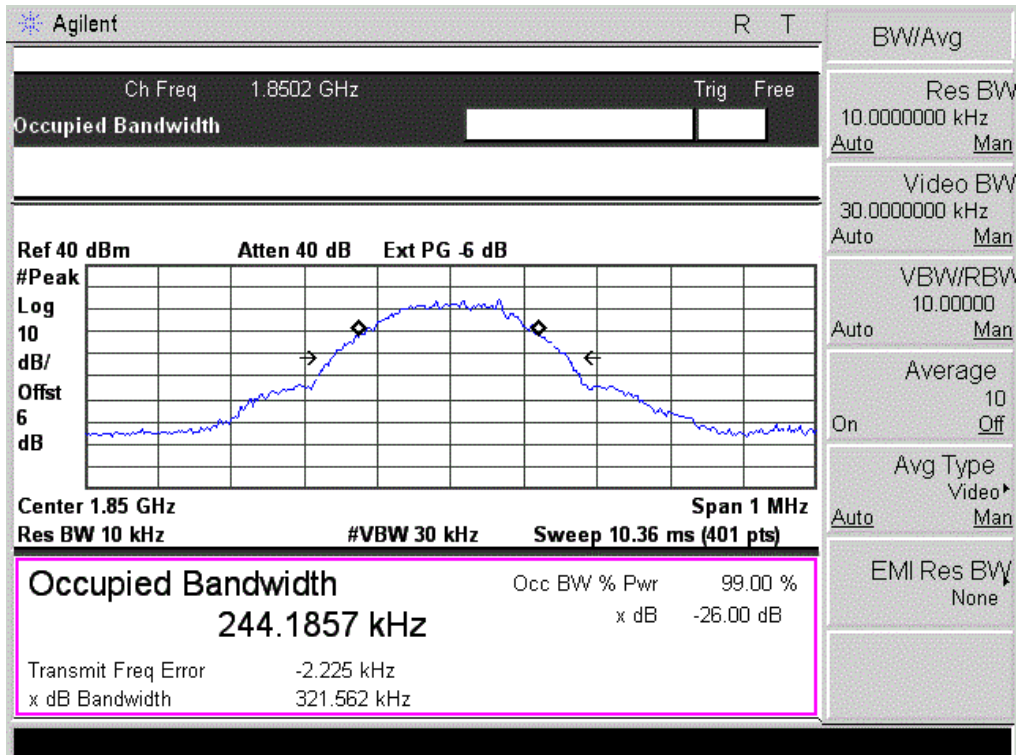 Agilent R T
Ch Freq 1.8502 GHz Trig Free
Occupied Bandwidth
Ref 40 dBm Atten 40 dB Ext PG -6 dB
#Peak
Log
10
dB/
Offst
6
dB
Center 1.85 GHz Span 1 MHz
Res BW 10 kHz #VBW 30 kHz Sweep 10.36 ms (401 pts)
Occupied Bandwidth
244.1857 kHz
Occ BW % Pwr 99.00 %
x dB -26.00 dB
Transmit Freq Error -2.225 kHz
x dB Bandwidth 321.562 kHz
BW/Avg
Res BW
10.0000000 kHz
Auto Man
Video BW
30.0000000 kHz
Auto Man
VBW/RBW
10.00000
Auto Man
Average
10
On Off
Avg Type
Video
Auto Man
EMI Res BW
None